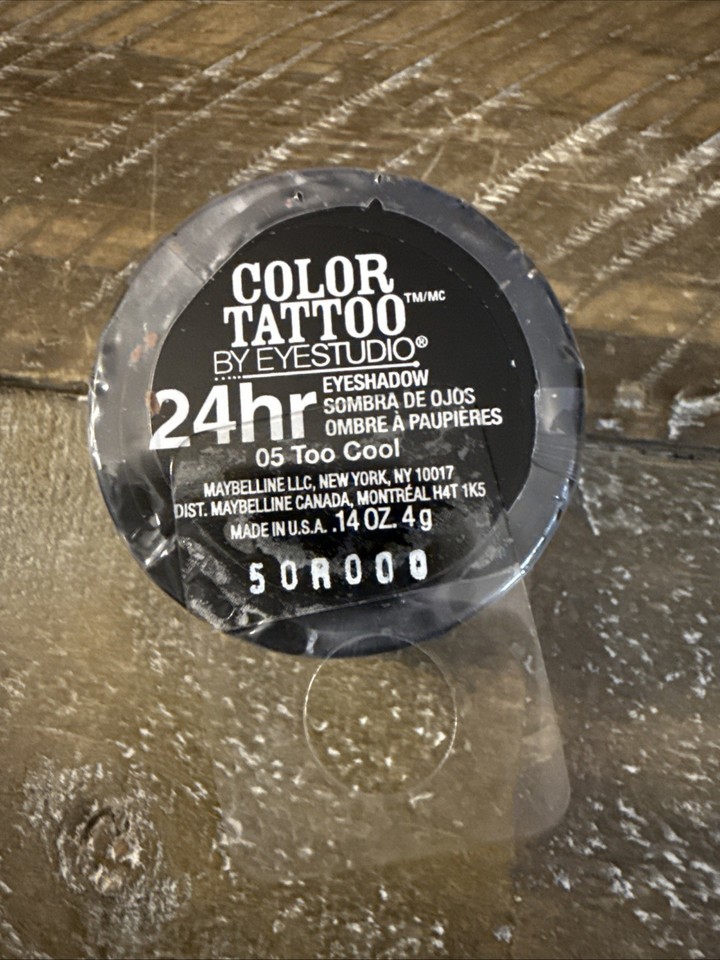 COLOR
TATTOO™/MC
BY EYESTUDIO®
24hr
EYESHADOW
SOMBRA DE OJOS
OMBRE À PAUPIÈRES
05 Too Cool
MAYBELLINE LLC, NEW YORK, NY 10017
DIST. MAYBELLINE CANADA, MONTRÉAL H4T 1K5
MADE IN U.S.A. .14 OZ. 4 g
50R000